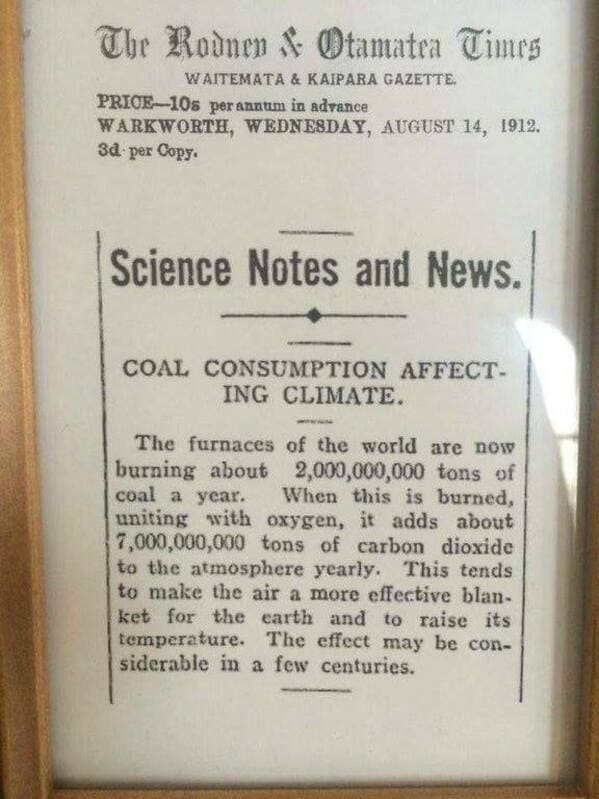 The Rodney & Otamatea Times
WAITEMATA & KAIPARA GAZETTE.
PRICE—10s per annum in advance
WARKWORTH, WEDNESDAY, AUGUST 14, 1912.
3d per Copy.
Science Notes and News.
COAL CONSUMPTION AFFECT-
ING CLIMATE.
The furnaces of the world are now
burning about 2,000,000,000 tons of
coal a year. When this is burned,
uniting with oxygen, it adds about
7,000,000,000 tons of carbon dioxide
to the atmosphere yearly. This tends
to make the air a more effective blan-
ket for the earth and to raise its
temperature. The effect may be con-
siderable in a few centuries.